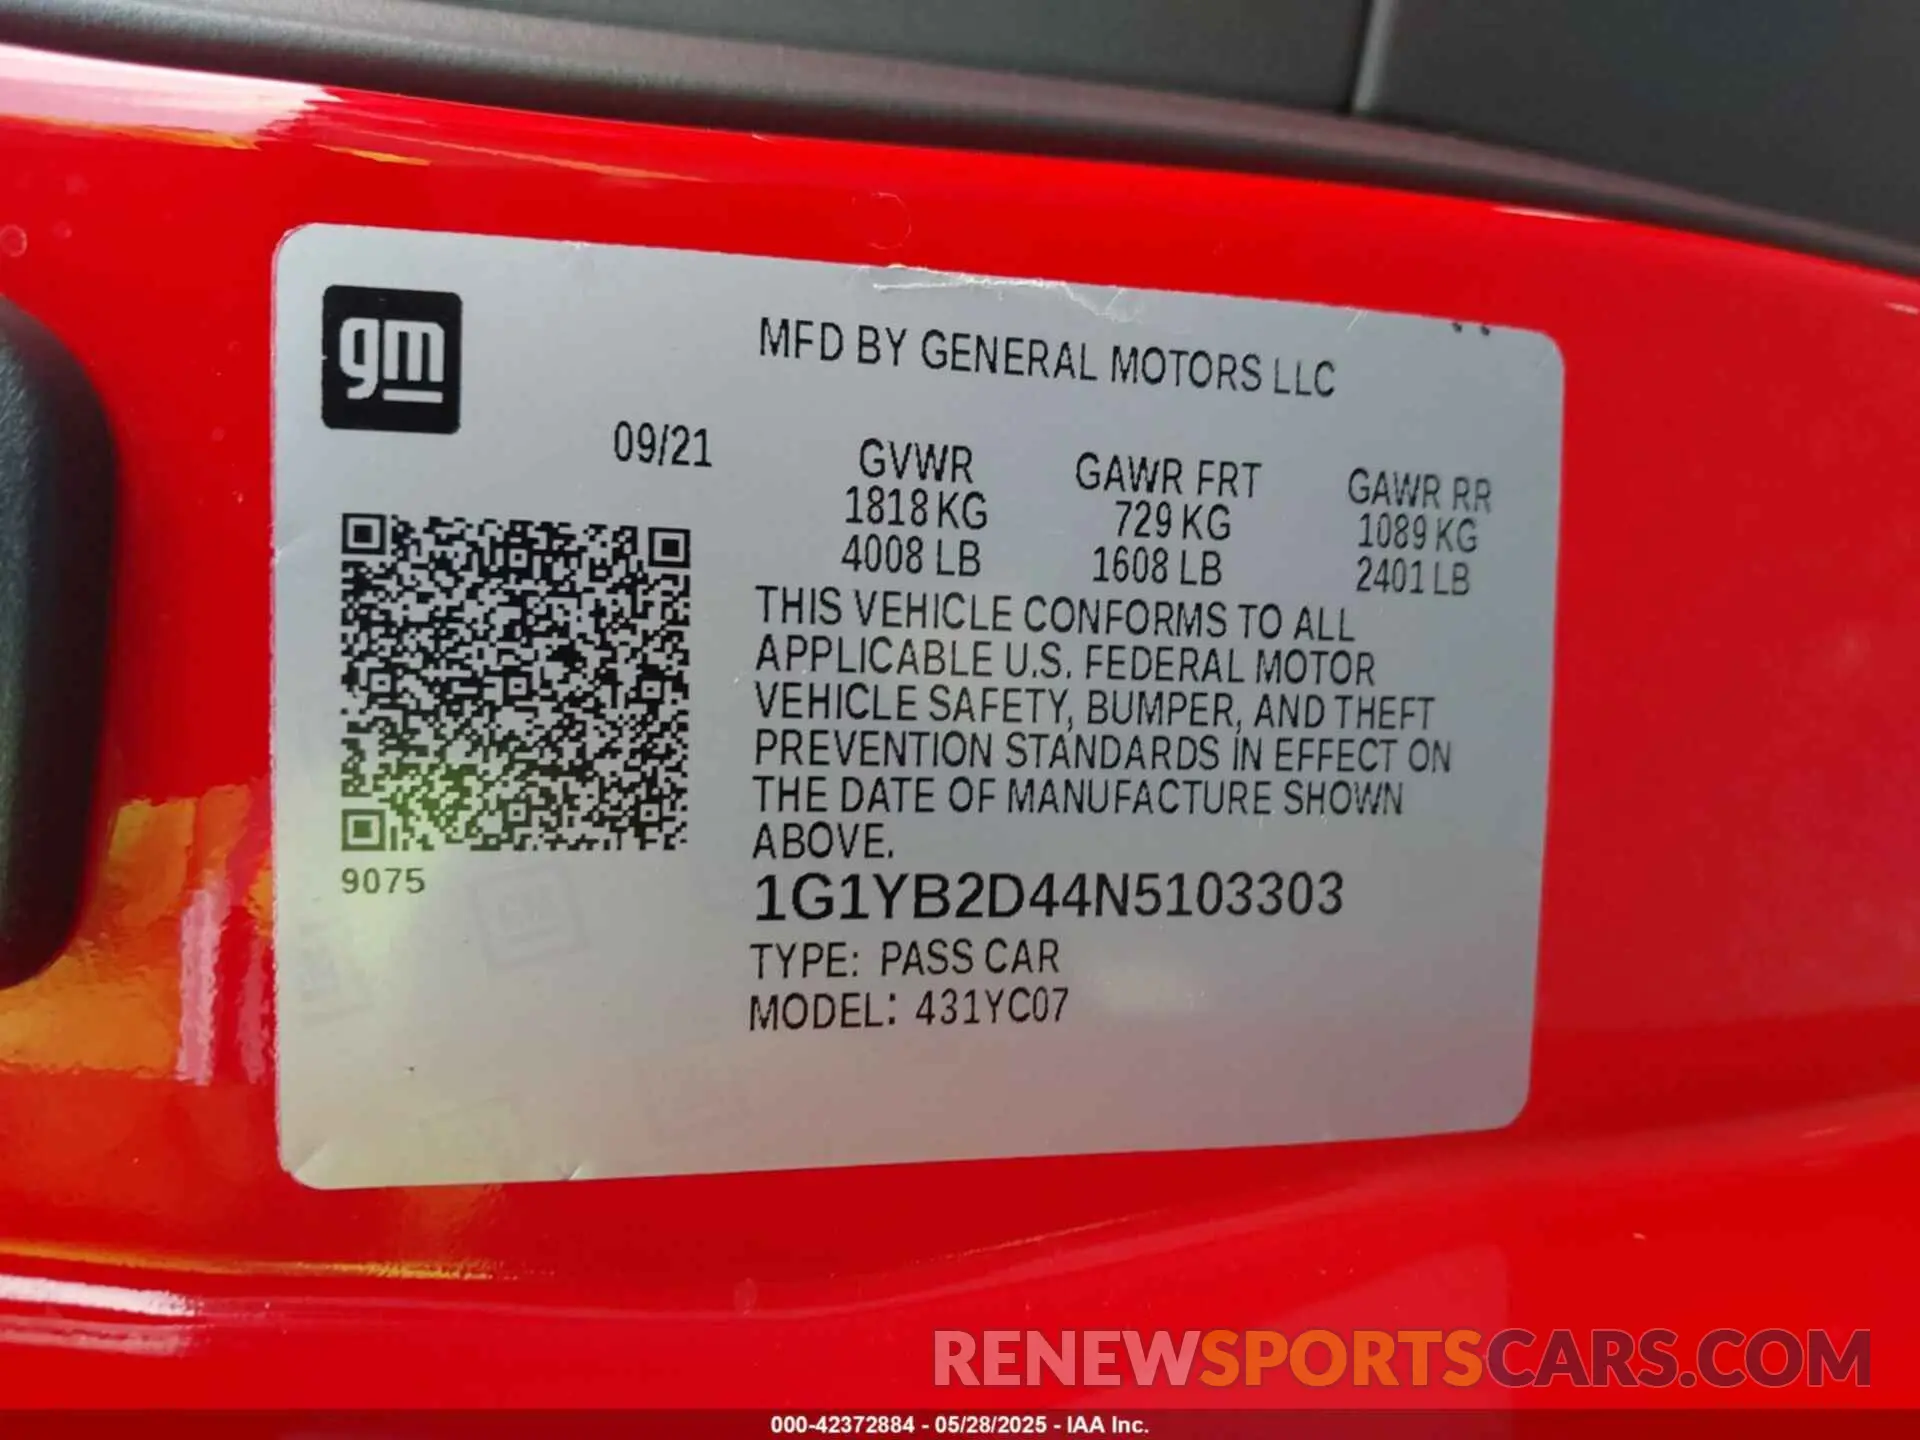 gm
MFD BY GENERAL MOTORS LLC
09/21
GVWR GAWR FRT GAWR RR
1818 KG 729 KG 1089 KG
4008 LB 1608 LB 2401 LB
THIS VEHICLE CONFORMS TO ALL
APPLICABLE U.S. FEDERAL MOTOR
VEHICLE SAFETY, BUMPER, AND THEFT
PREVENTION STANDARDS IN EFFECT ON
THE DATE OF MANUFACTURE SHOWN
ABOVE.
9075
1G1YB2D44N5103303
TYPE: PASS CAR
MODEL: 431YC07
RENEWSPORTSCARS.COM
000-42372884 - 05/28/2025 - IAA Inc.